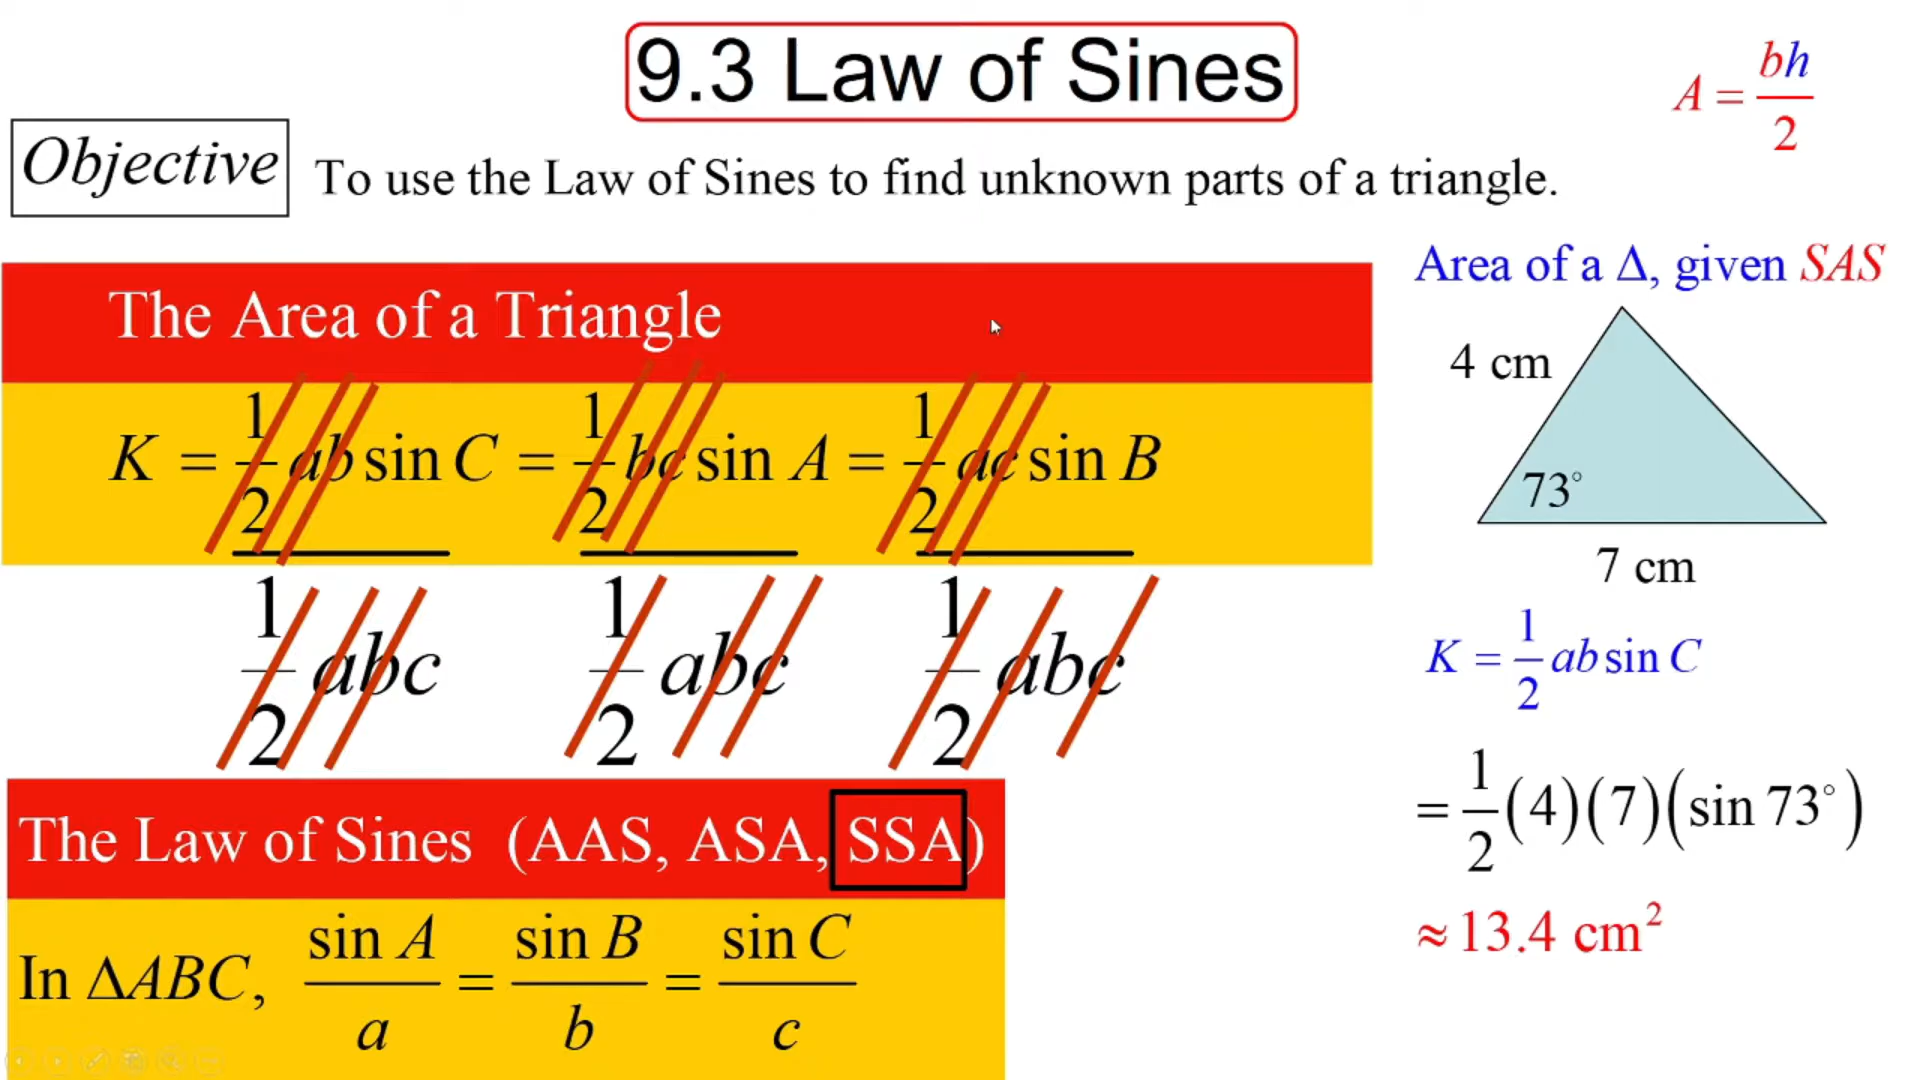 9.3 Law of Sines
A = bh/2
Objective
To use the Law of Sines to find unknown parts of a triangle.
The Area of a Triangle
K = 1/2 ab sin C = 1/2 bc sin A = 1/2 ac sin B
1/2 abc 1/2 abc 1/2 abc
The Law of Sines (AAS, ASA, SSA)
In ΔABC, sin A/a = sin B/b = sin C/c
Area of a Δ, given SAS
4 cm
73°
7 cm
K = 1/2 ab sin C
= 1/2 (4)(7)(sin 73°)
≈ 13.4 cm²